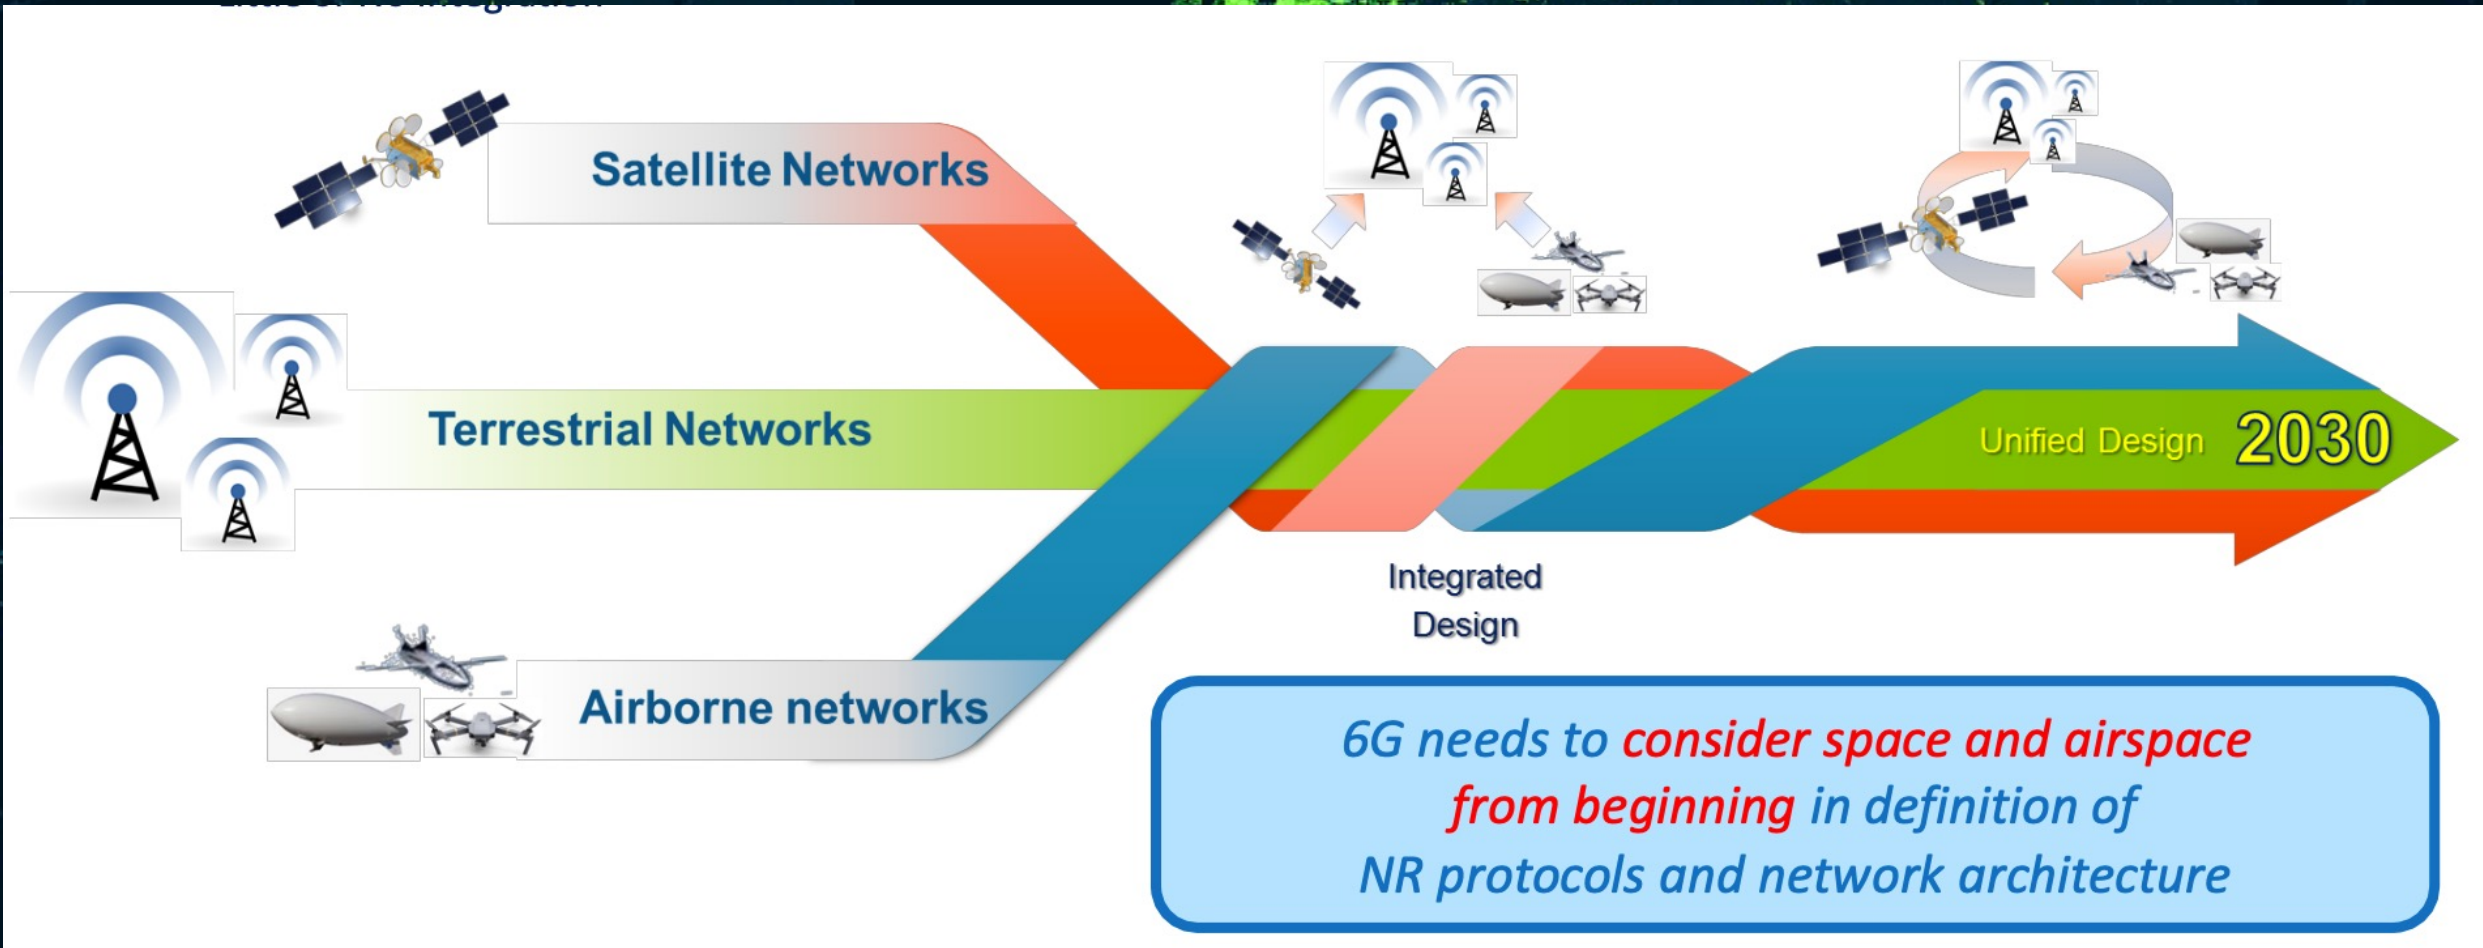 Integration
Satellite Networks
Terrestrial Networks
Airborne networks
Integrated
Design
Unified Design 2030
6G needs to consider space and airspace
from beginning in definition of
NR protocols and network architecture